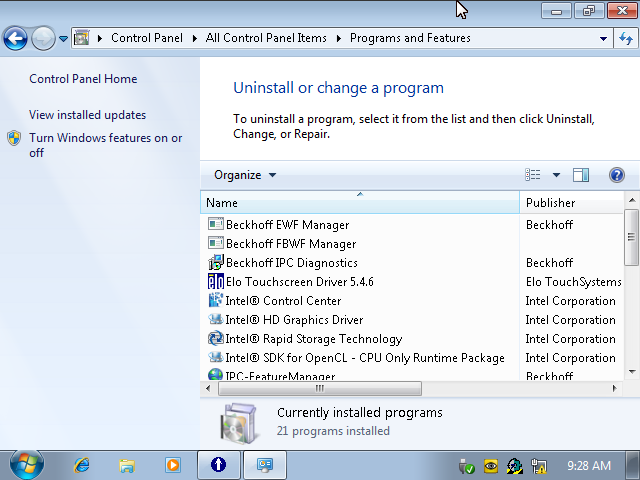 Control Panel All Control Panel Items Programs and Features
Control Panel Home
View installed updates
Turn Windows features on or
off
Uninstall or change a program
To uninstall a program, select it from the list and then click Uninstall,
Change, or Repair.
Organize
Name Publisher
Beckhoff EWF Manager Beckhoff
Beckhoff FBWF Manager
Beckhoff IPC Diagnostics Beckhoff
elo Elo Touchscreen Driver 5.4.6 Elo TouchSystems
Intel® Control Center Intel Corporation
Intel® HD Graphics Driver Intel Corporation
Intel® Rapid Storage Technology Intel Corporation
Intel® SDK for OpenCL - CPU Only Runtime Package Intel Corporation
IPC-FeatureManager Beckhoff
Currently installed programs
21 programs installed
9:28 AM